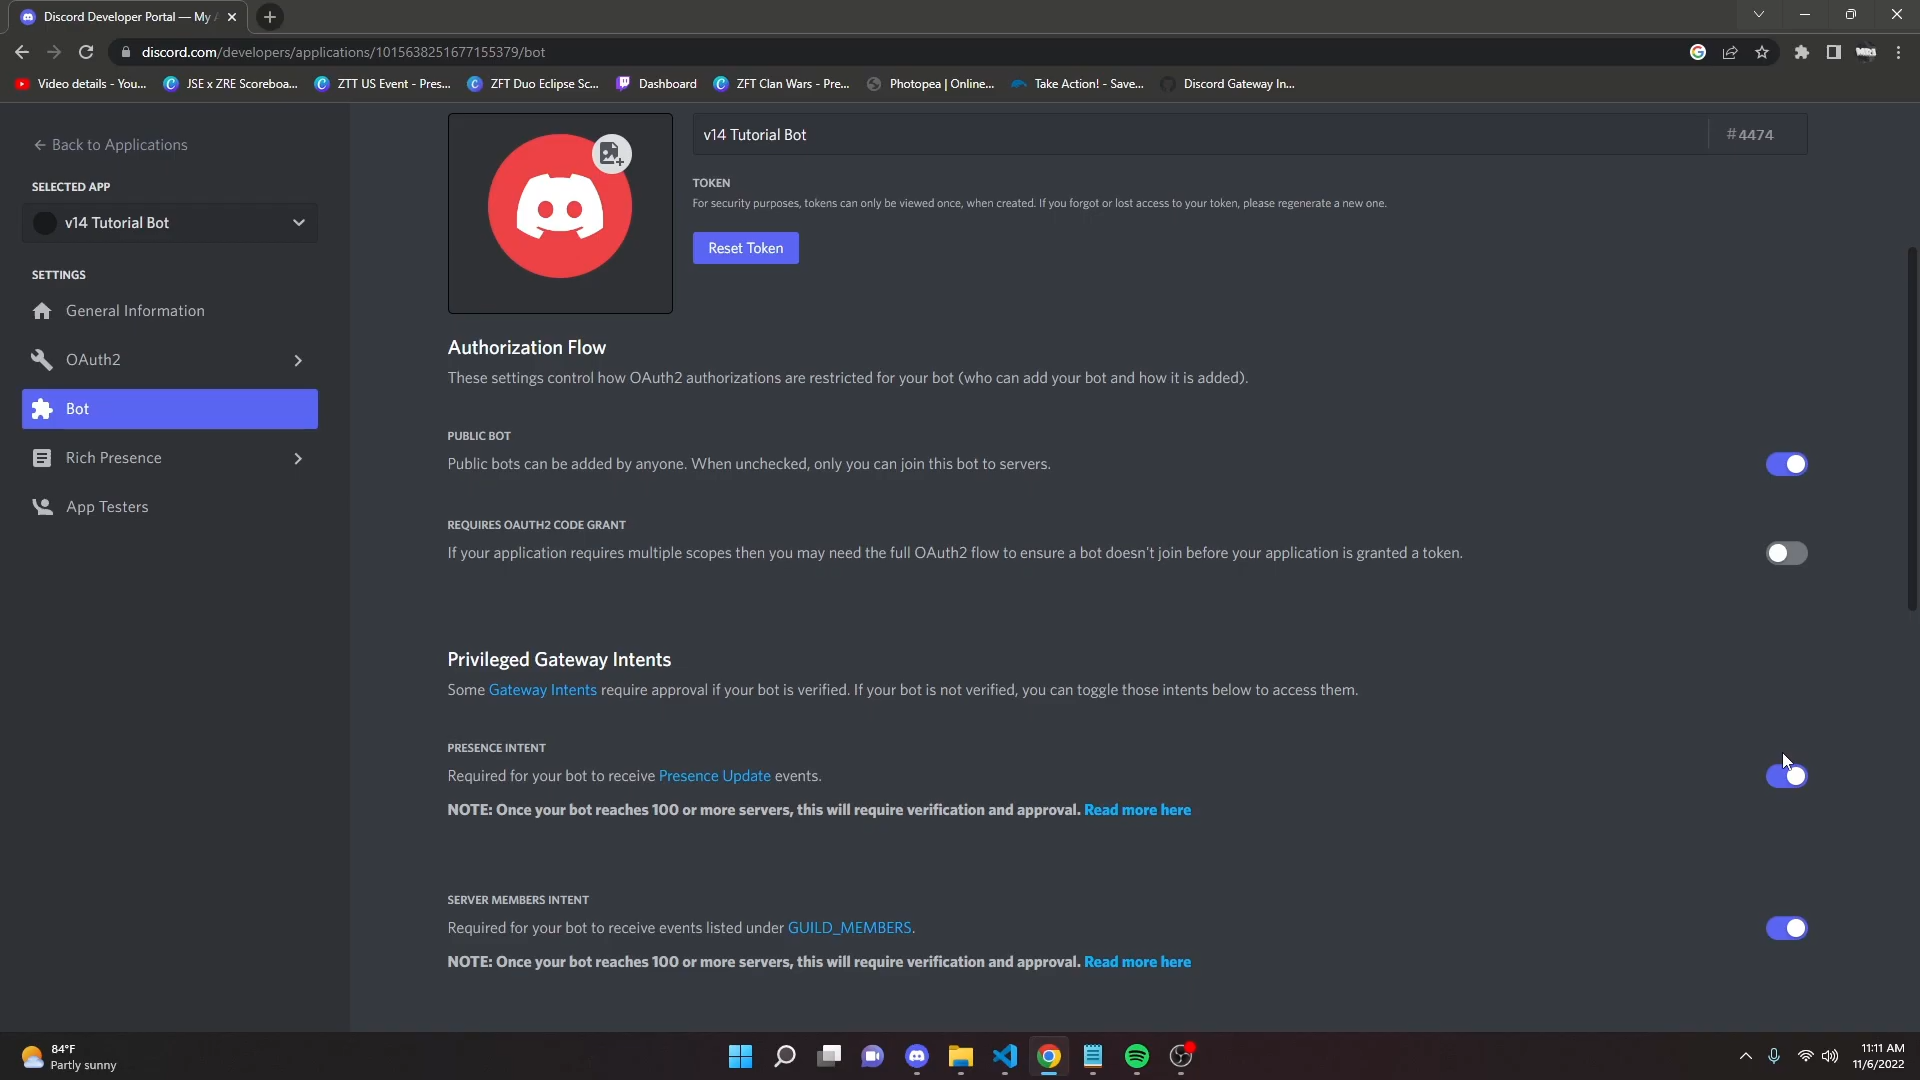 Discord Developer Portal — My A
discord.com/developers/applications/1015638251677155379/bot
Video details - You...
JSE x ZRE Scoreboa...
ZTT US Event - Pres...
ZFT Duo Eclipse Sc...
Dashboard
ZFT Clan Wars - Pre...
Photopea | Online...
Take Action! - Save...
Discord Gateway In...
← Back to Applications
SELECTED APP
v14 Tutorial Bot
SETTINGS
General Information
OAuth2
Bot
Rich Presence
App Testers
v14 Tutorial Bot
#4474
TOKEN
For security purposes, tokens can only be viewed once, when created. If you forgot or lost access to your token, please regenerate a new one.
Reset Token
Authorization Flow
These settings control how OAuth2 authorizations are restricted for your bot (who can add your bot and how it is added).
PUBLIC BOT
Public bots can be added by anyone. When unchecked, only you can join this bot to servers.
REQUIRES OAUTH2 CODE GRANT
If your application requires multiple scopes then you may need the full OAuth2 flow to ensure a bot doesn't join before your application is granted a token.
Privileged Gateway Intents
Some Gateway Intents require approval if your bot is verified. If your bot is not verified, you can toggle those intents below to access them.
PRESENCE INTENT
Required for your bot to receive Presence Update events.
NOTE: Once your bot reaches 100 or more servers, this will require verification and approval. Read more here
SERVER MEMBERS INTENT
Required for your bot to receive events listed under GUILD_MEMBERS.
NOTE: Once your bot reaches 100 or more servers, this will require verification and approval. Read more here
84°F
Partly sunny
11:11 AM
11/6/2022